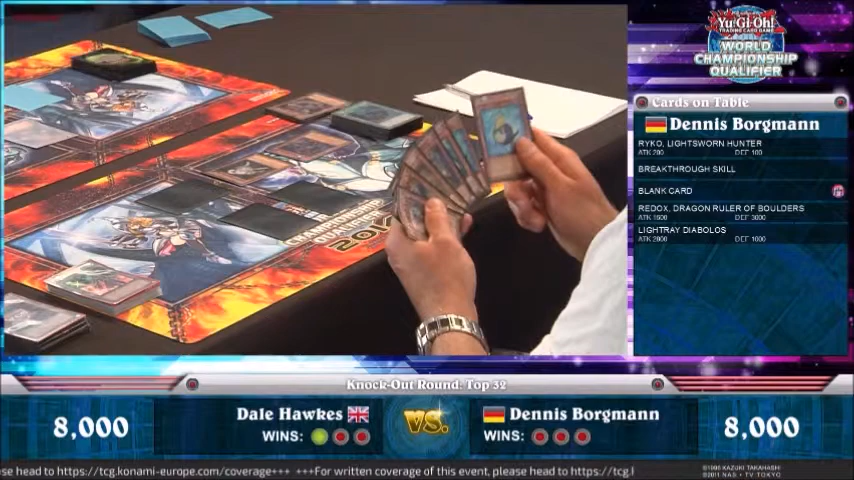 Yu-Gi-Oh!
TRADING CARD GAME
WORLD
CHAMPIONSHIP
QUALIFIER
Cards on Table
Dennis Borgmann
RYKO, LIGHTSWORN HUNTER
ATK 200 DEF 100
BREAKTHROUGH SKILL
BLANK CARD
REDOX, DRAGON RULER OF BOULDERS
ATK 1600 DEF 3000
LIGHTRAY DIABOLOS
ATK 2800 DEF 1000
CHAMPIONSHIP
QUALIFIER
2014
Knock-Out Round: Top 32
8,000
Dale Hawkes
WINS:
VS.
Dennis Borgmann
WINS:
8,000
se head to https://tcg.konami-europe.com/coverage+++ +++For written coverage of this event, please head to https://tcg.l
©1996 KAZUKI TAKAHASHI
©2011 NAS • TV TOKYO